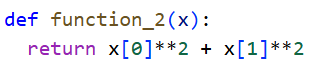 def function_2(x):
  return x[0]**2 + x[1]**2